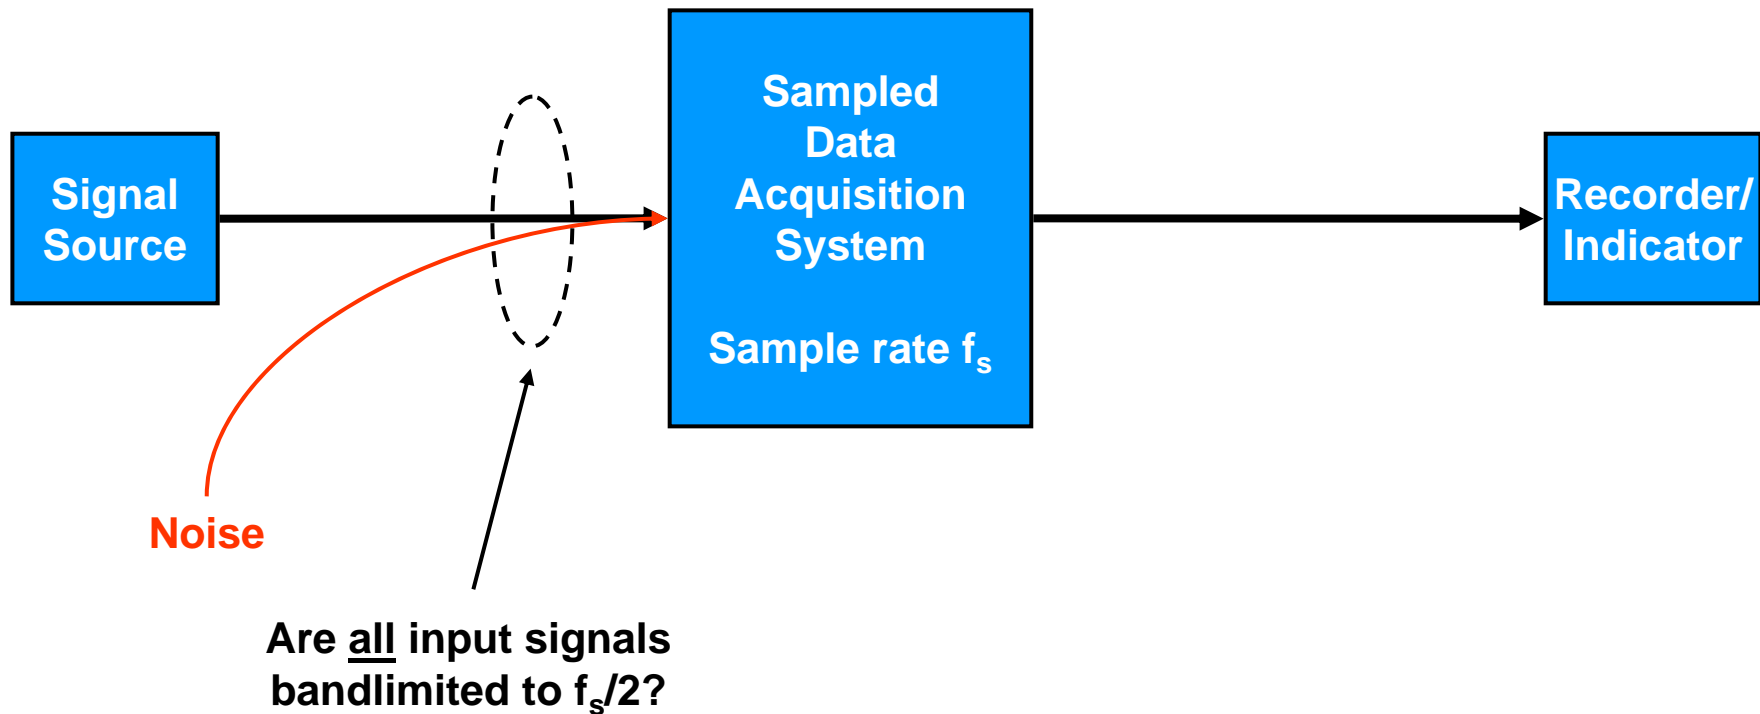 Signal
Source
Sampled
Data
Acquisition
System
Sample rate fₛ
Recorder/
Indicator
Noise
Are all input signals
bandlimited to fₛ/2?